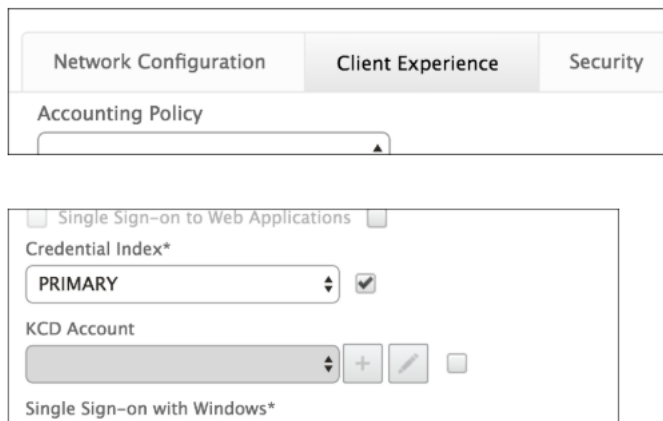 Network Configuration Client Experience Security
Accounting Policy
Single Sign-on to Web Applications
Credential Index*
PRIMARY
KCD Account
Single Sign-on with Windows*